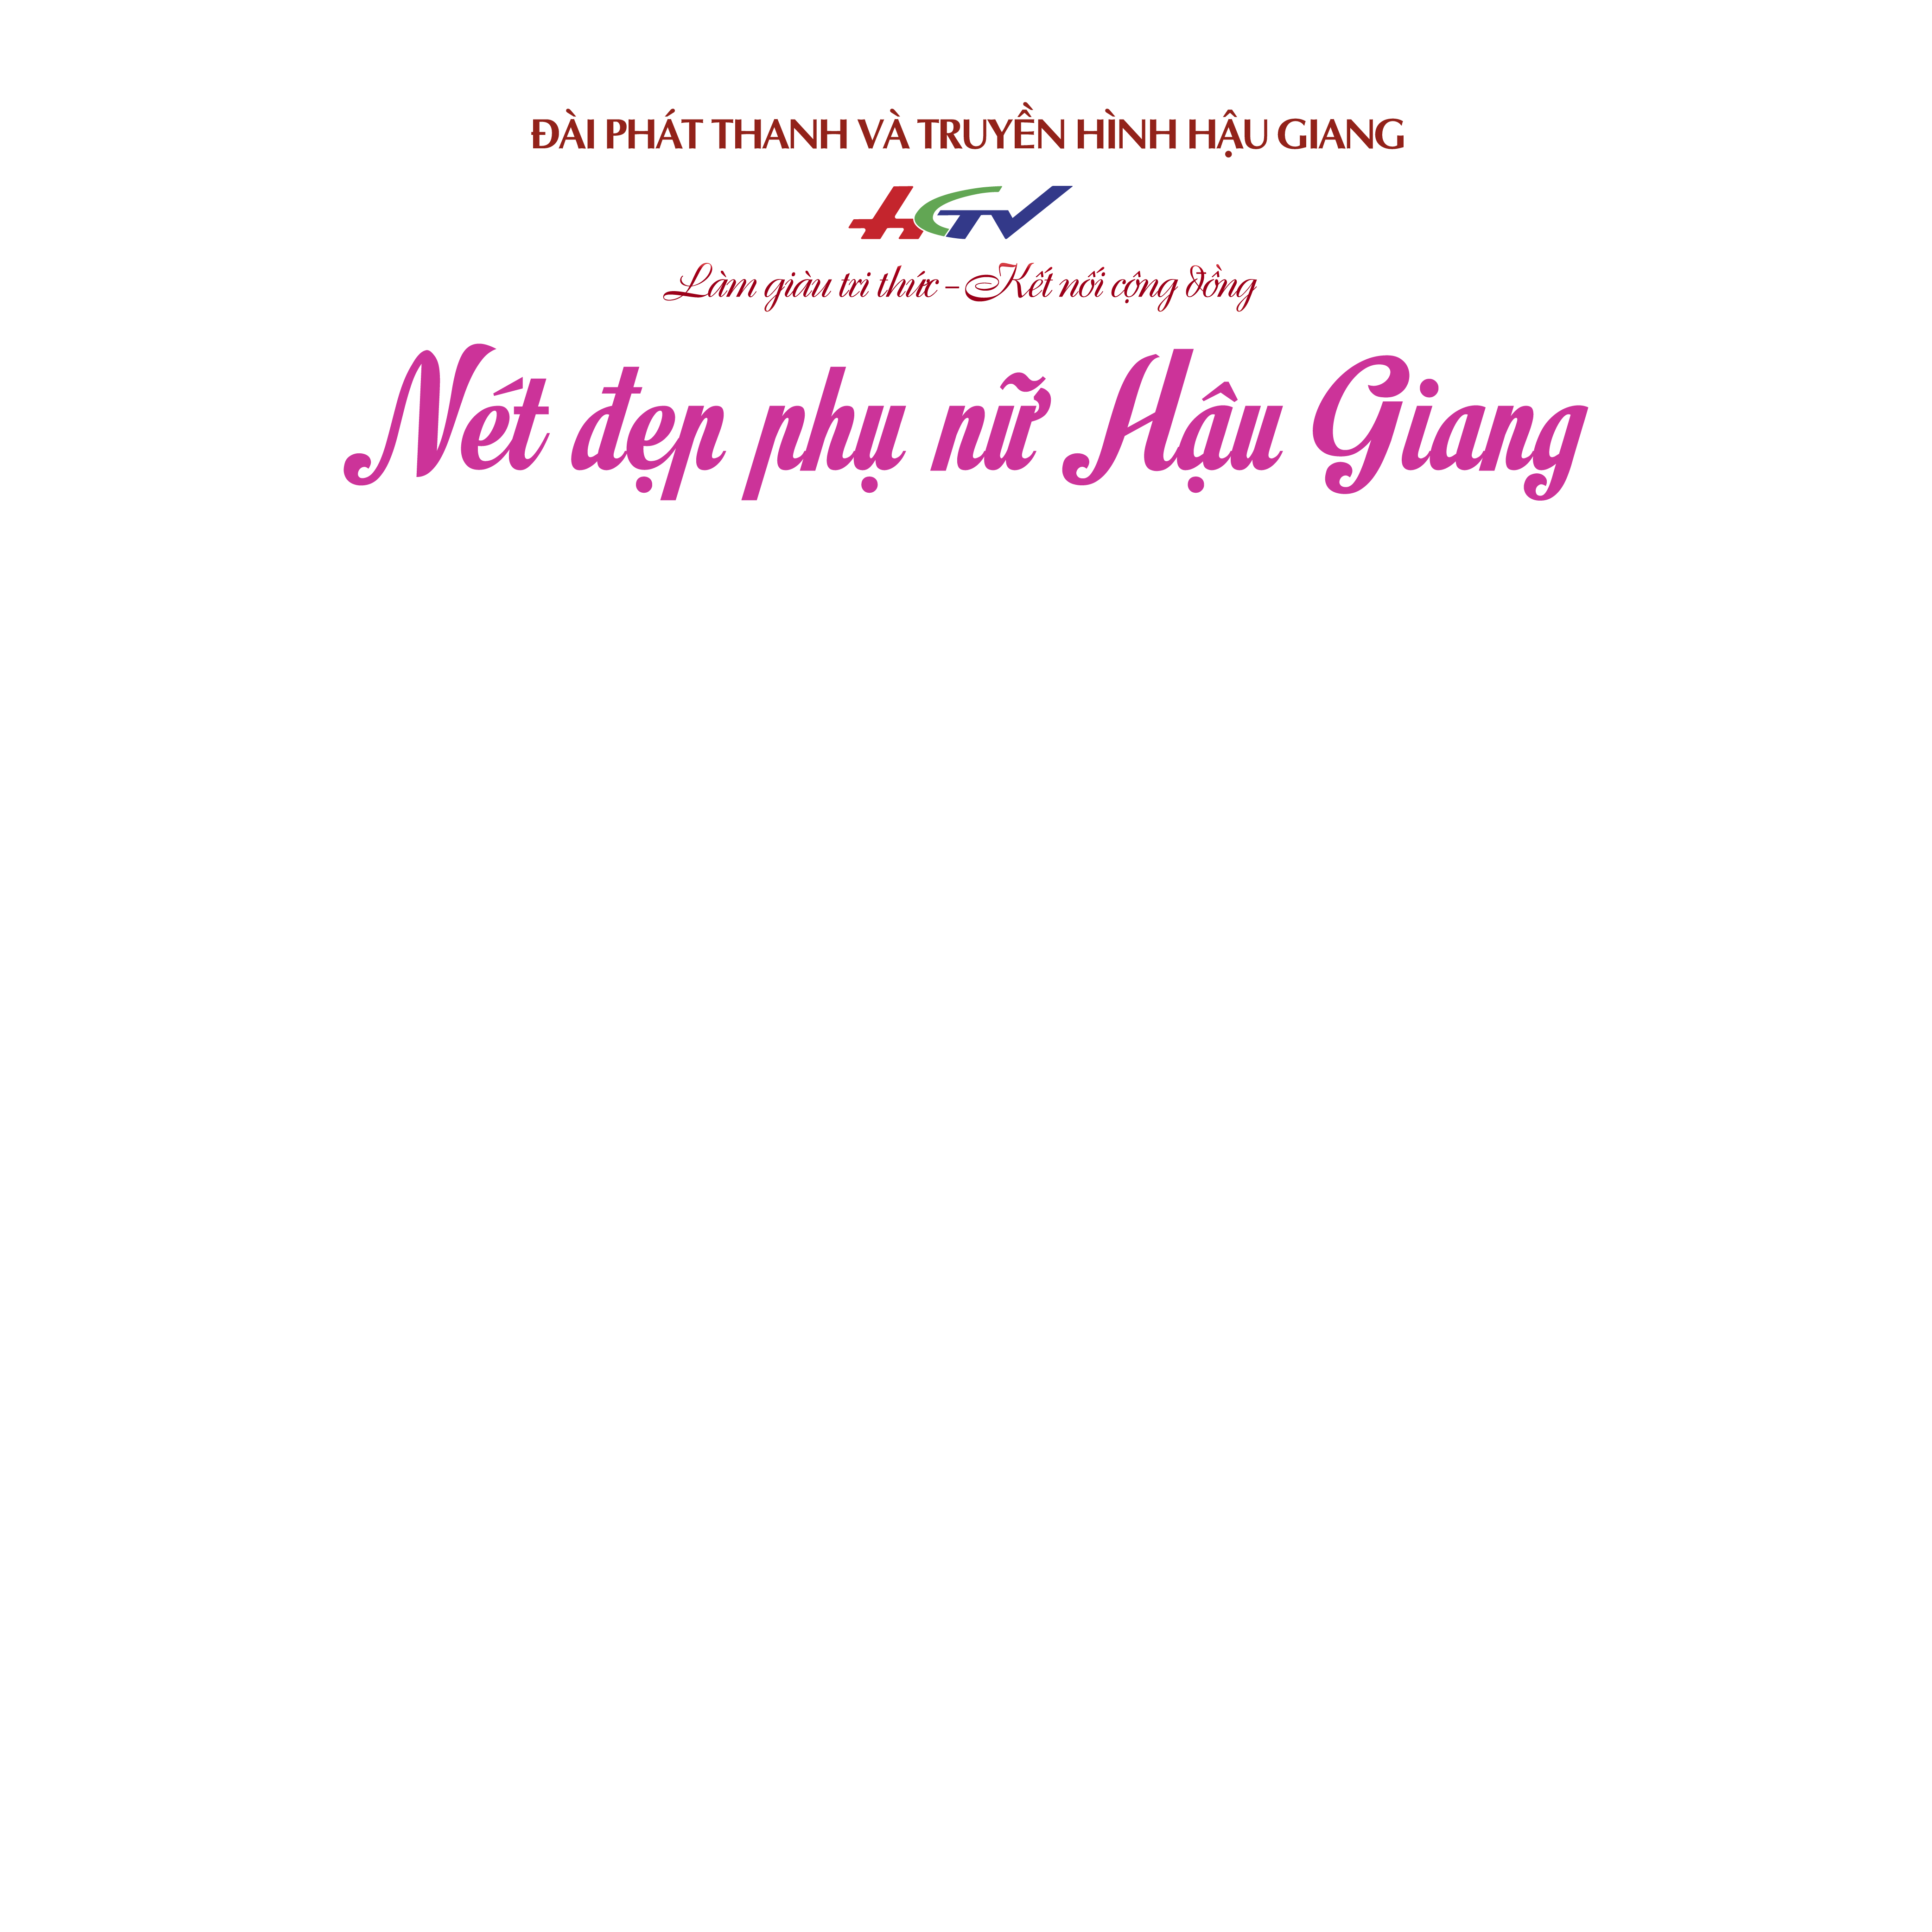 ĐÀI PHÁT THANH VÀ TRUYỀN HÌNH HẬU GIANG
HGTV
Làm giàu tri thức – Kết nối cộng đồng
Nét đẹp phụ nữ Hậu Giang